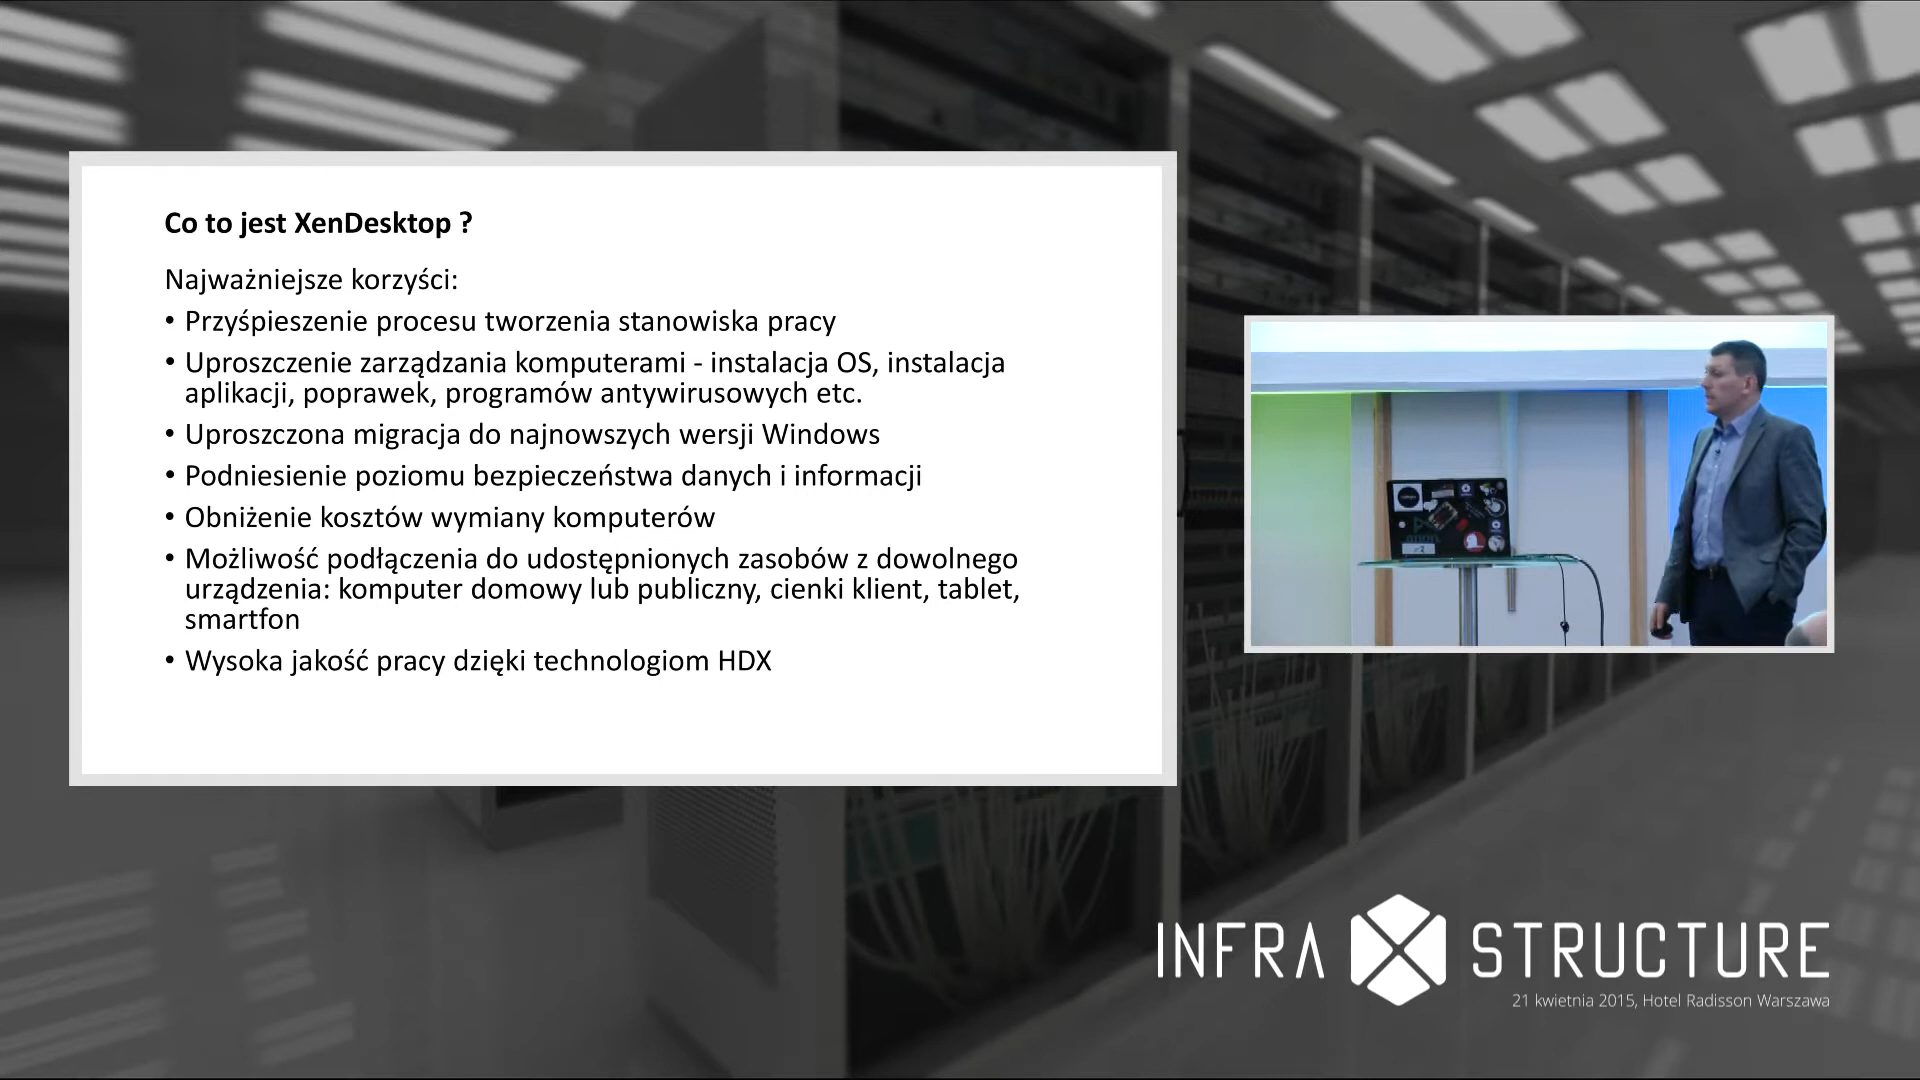 Co to jest XenDesktop ?
Najważniejsze korzyści:
• Przyśpieszenie procesu tworzenia stanowiska pracy
• Uproszczenie zarządzania komputerami - instalacja OS, instalacja
aplikacji, poprawek, programów antywirusowych etc.
• Uproszczona migracja do najnowszych wersji Windows
• Podniesienie poziomu bezpieczeństwa danych i informacji
• Obniżenie kosztów wymiany komputerów
• Możliwość podłączenia do udostępnionych zasobów z dowolnego
urządzenia: komputer domowy lub publiczny, cienki klient, tablet,
smartfon
• Wysoka jakość pracy dzięki technologiom HDX
INFRA STRUCTURE
21 kwietnia 2015, Hotel Radisson Warszawa